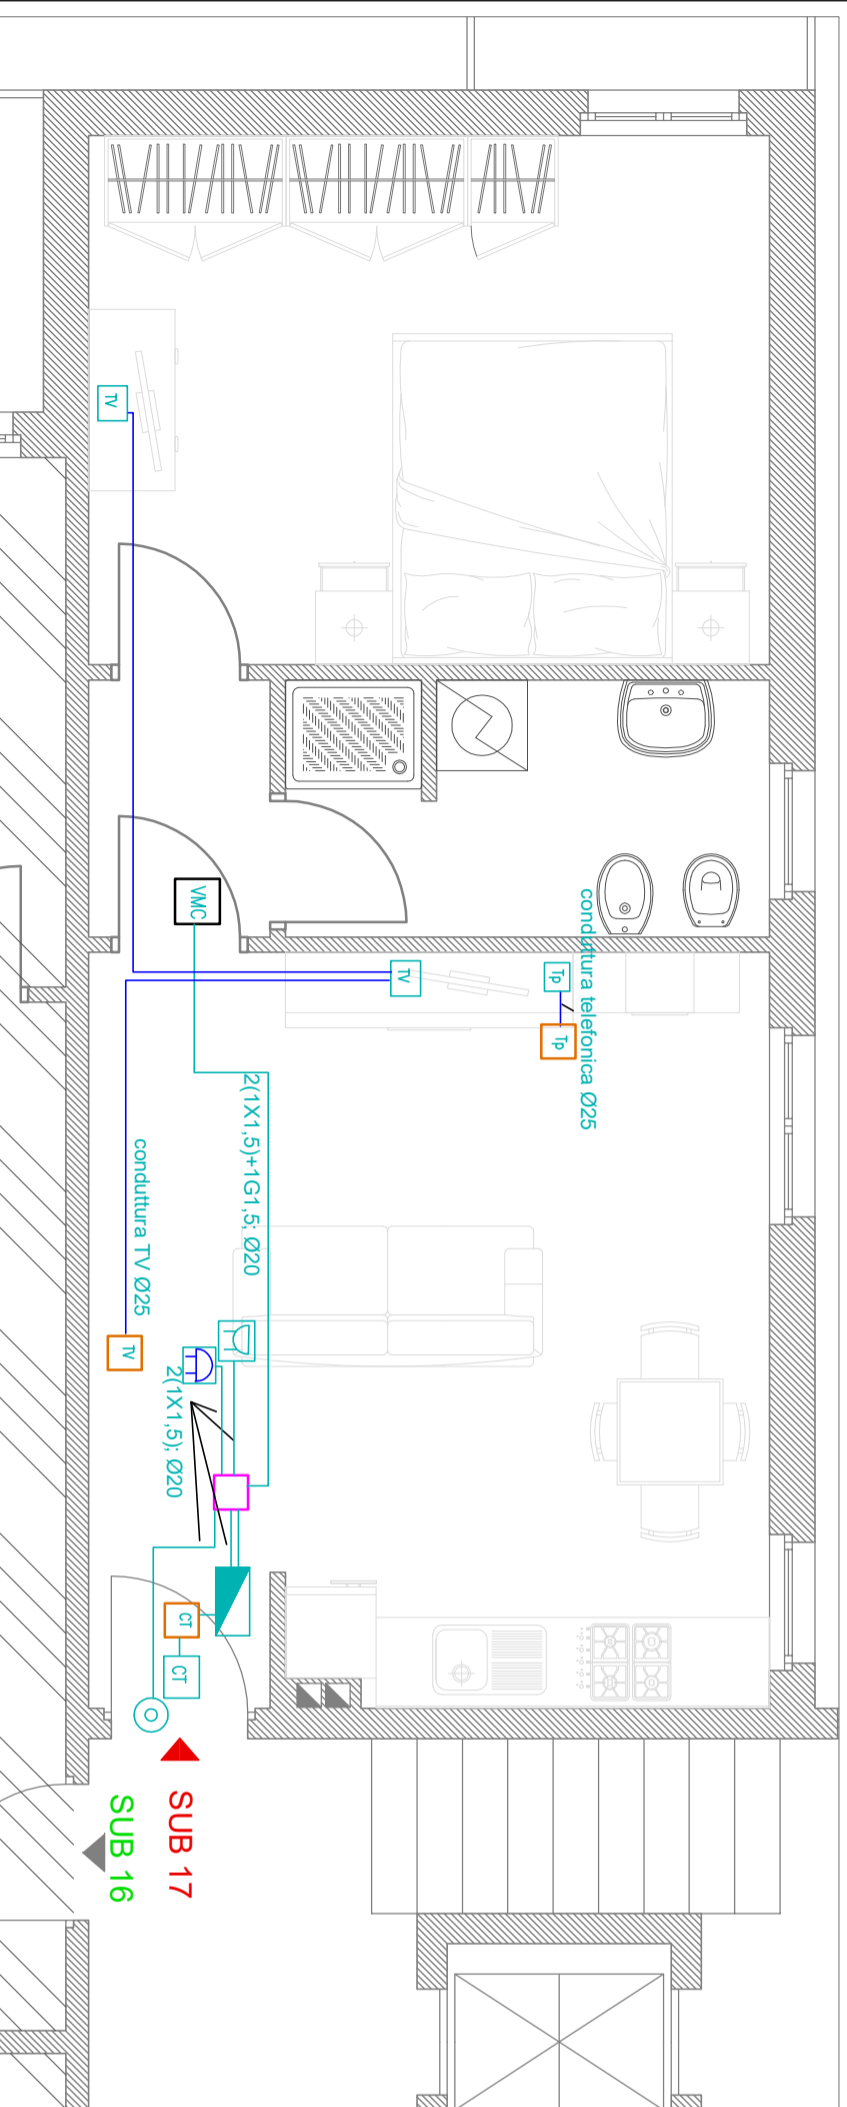 TV
VMC
TV
Tp
Tp
conduttura telefonica Ø25
2(1X1,5)+1G1,5; Ø20
conduttura TV Ø25
TV
2(1X1,5); Ø20
CT
CT
SUB 17
SUB 16